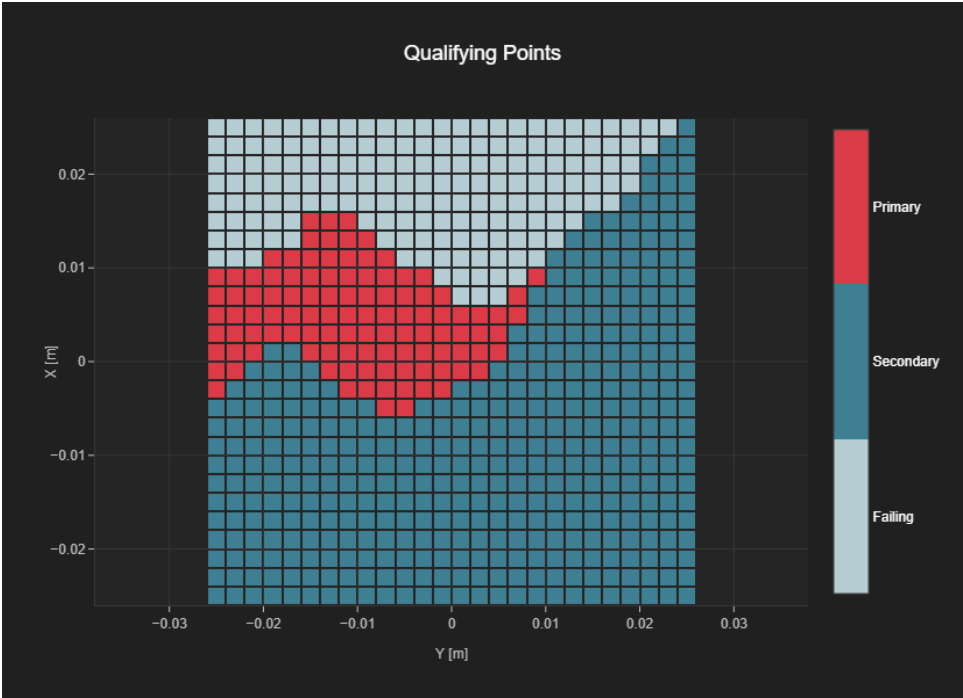 Qualifying Points
0.02
0.01
0
−0.01
−0.02
X [m]
−0.03
−0.02
−0.01
0
0.01
0.02
0.03
Y [m]
Primary
Secondary
Failing